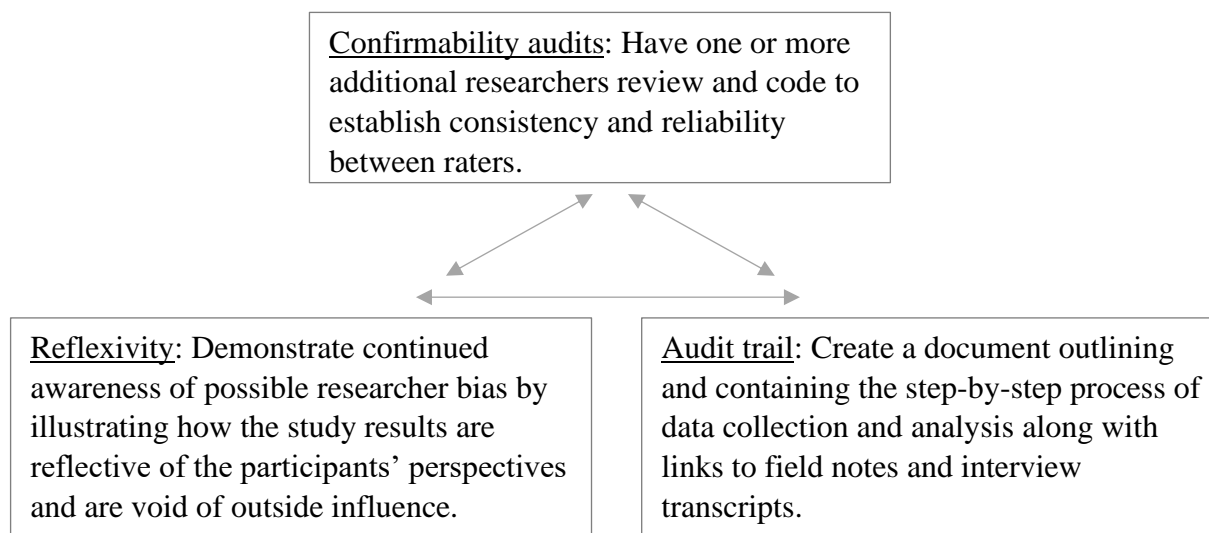 Confirmability audits: Have one or more
additional researchers review and code to
establish consistency and reliability
between raters.
Reflexivity: Demonstrate continued
awareness of possible researcher bias by
illustrating how the study results are
reflective of the participants’ perspectives
and are void of outside influence.
Audit trail: Create a document outlining
and containing the step-by-step process of
data collection and analysis along with
links to field notes and interview
transcripts.